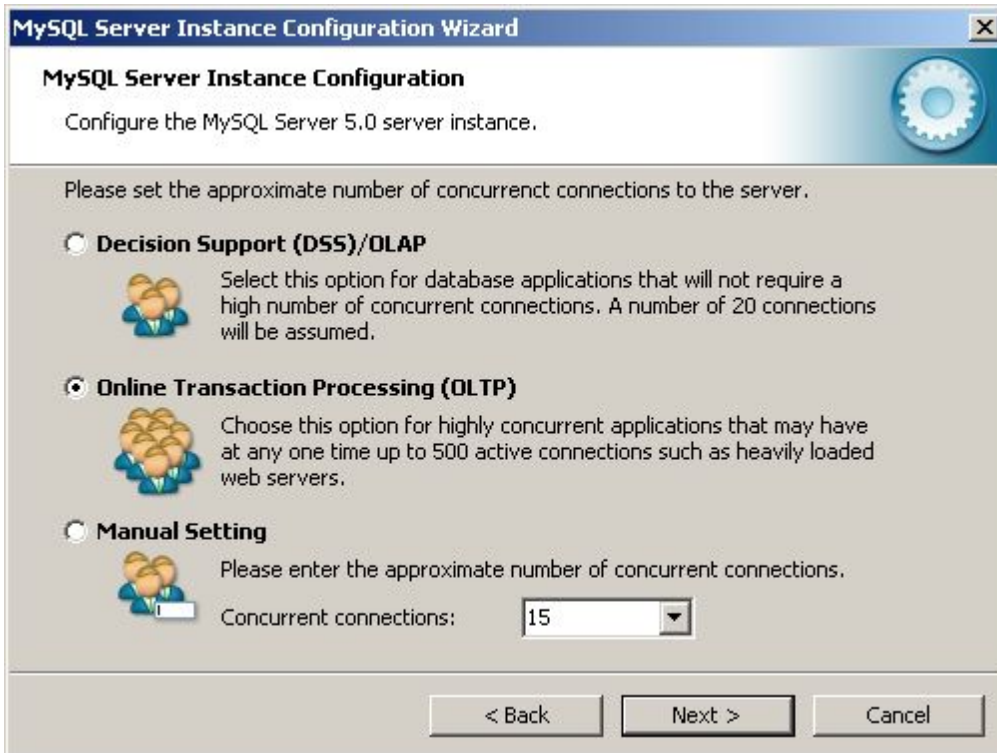 MySQL Server Instance Configuration Wizard
MySQL Server Instance Configuration
Configure the MySQL Server 5.0 server instance.
Please set the approximate number of concurrenct connections to the server.
Decision Support (DSS)/OLAP
Select this option for database applications that will not require a
high number of concurrent connections. A number of 20 connections
will be assumed.
Online Transaction Processing (OLTP)
Choose this option for highly concurrent applications that may have
at any one time up to 500 active connections such as heavily loaded
web servers.
Manual Setting
Please enter the approximate number of concurrent connections.
Concurrent connections: 15
< Back Next > Cancel